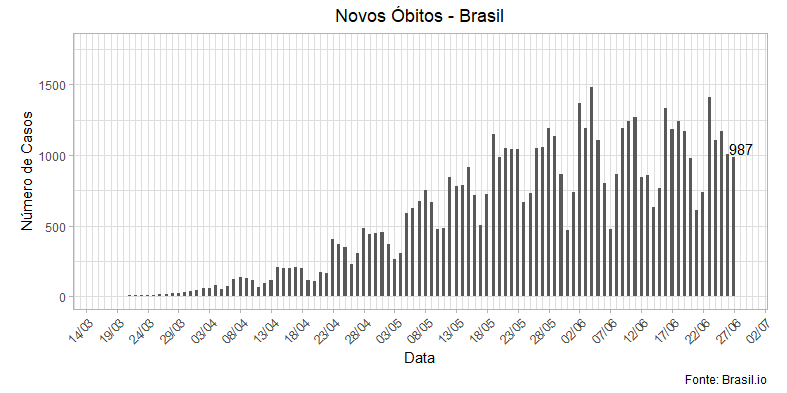 Novos Óbitos - Brasil
Número de Casos
1500
1000
500
0
987
14/03 19/03 24/03 29/03 03/04 08/04 13/04 18/04 23/04 28/04 03/05 08/05 13/05 18/05 23/05 28/05 02/06 07/06 12/06 17/06 22/06 27/06 02/07
Data
Fonte: Brasil.io